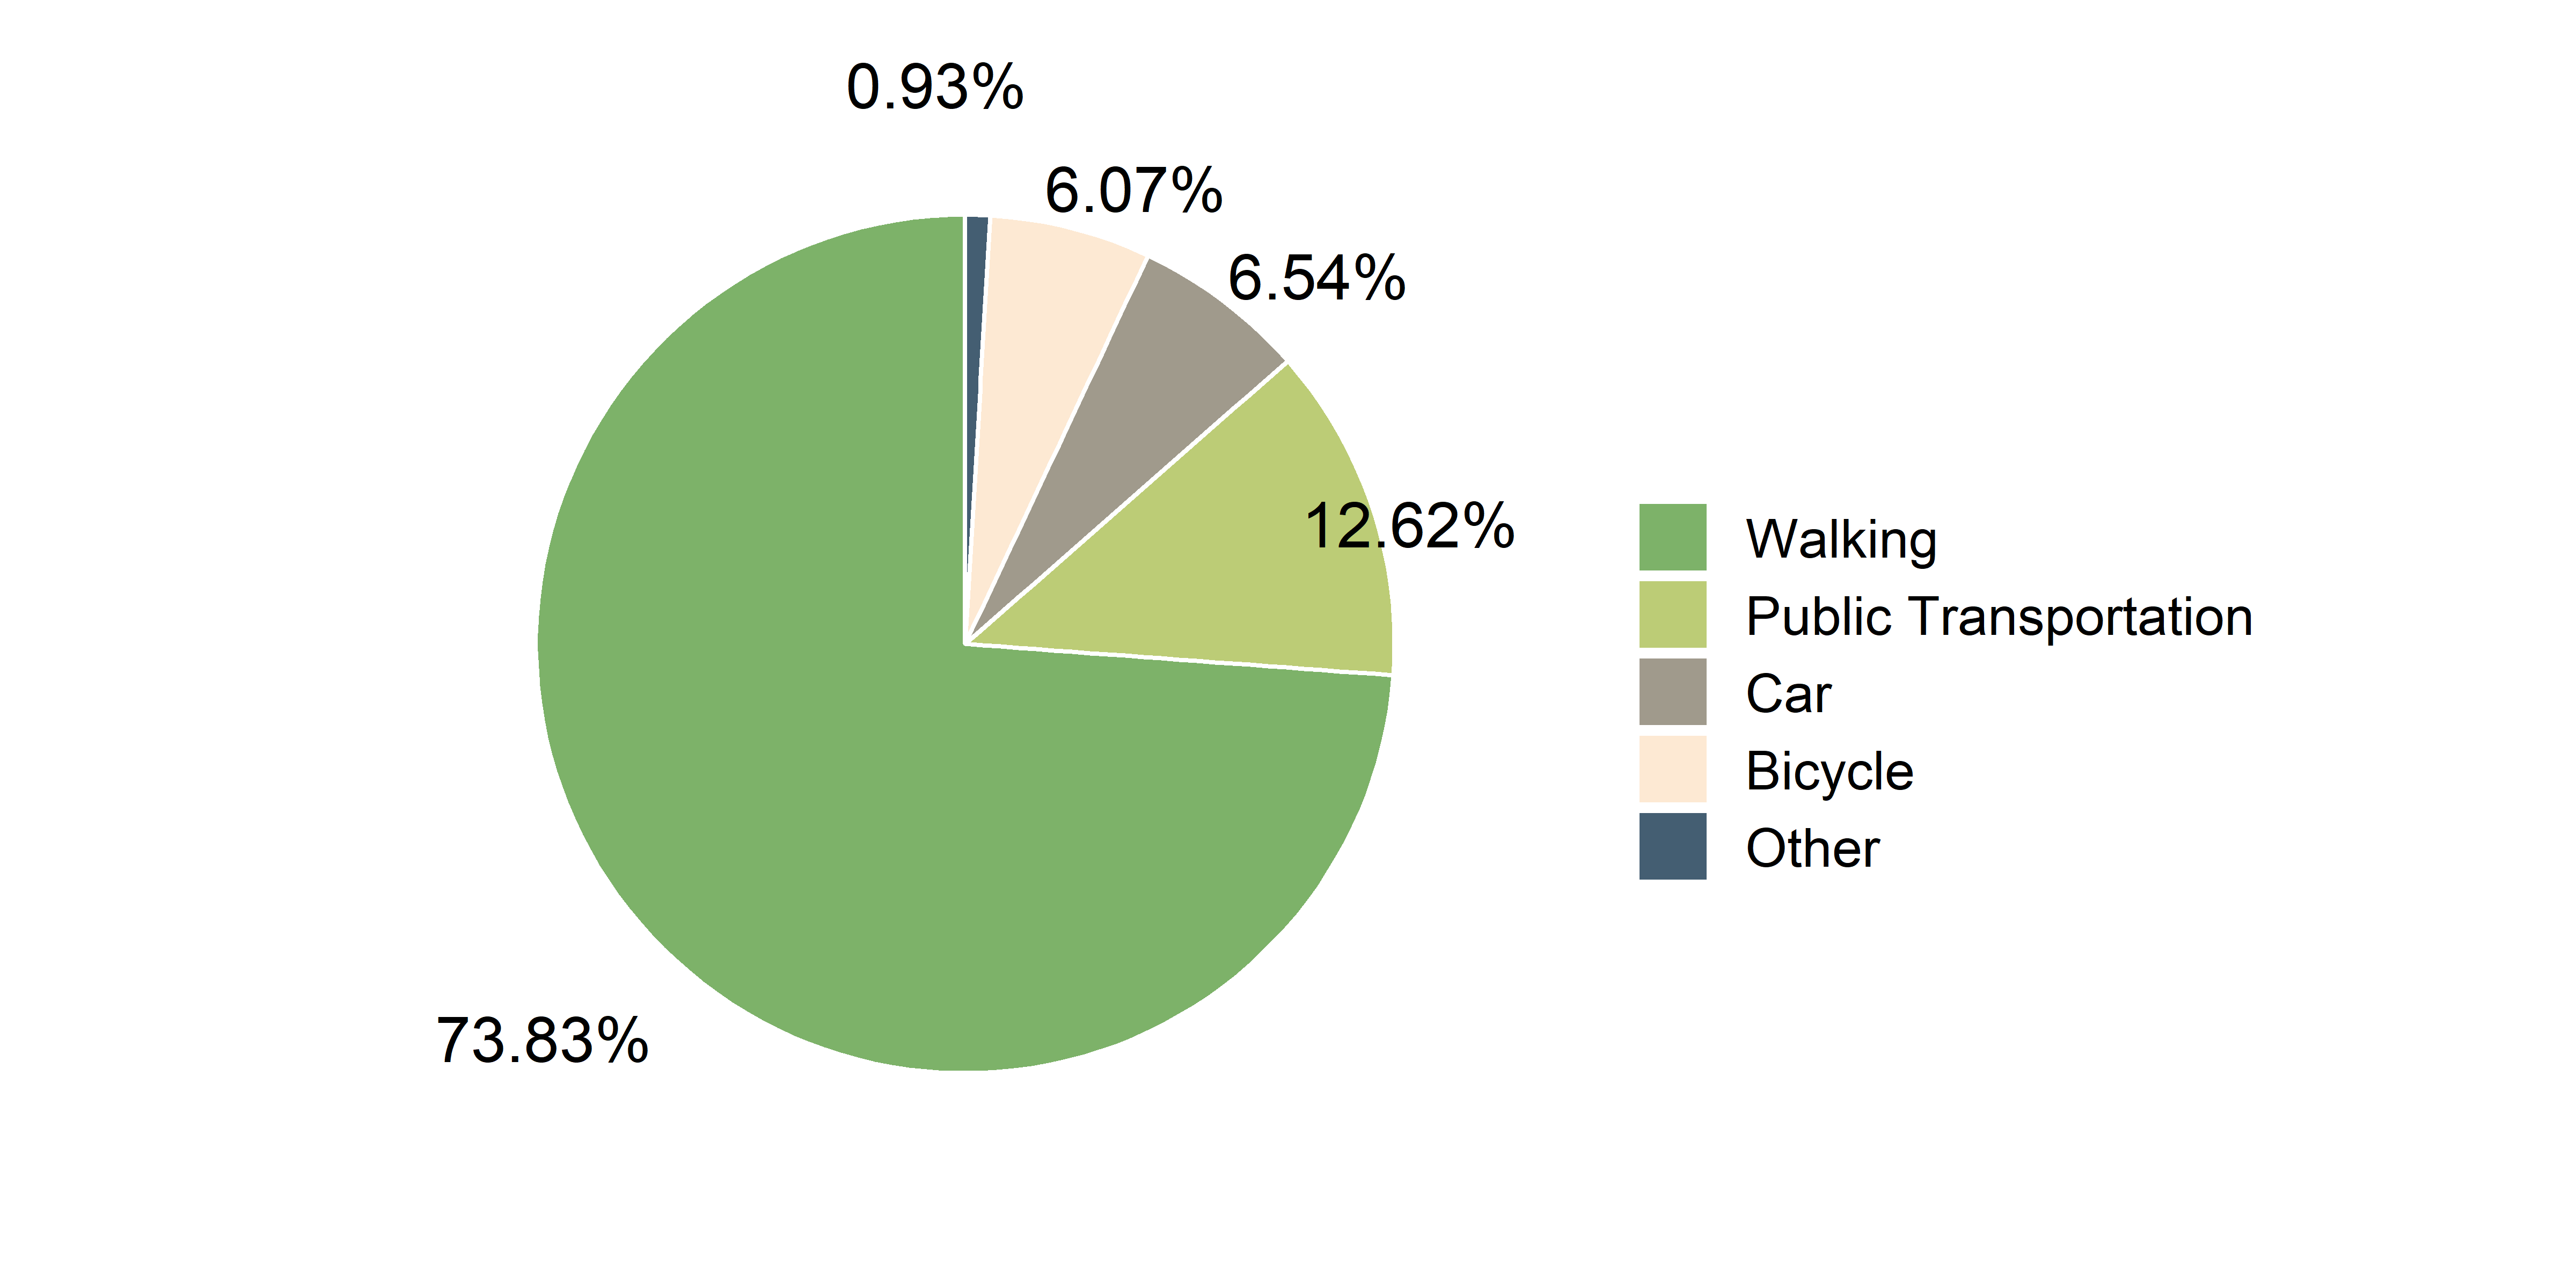 0.93%
6.07%
6.54%
12.62%
73.83%
Walking
Public Transportation
Car
Bicycle
Other